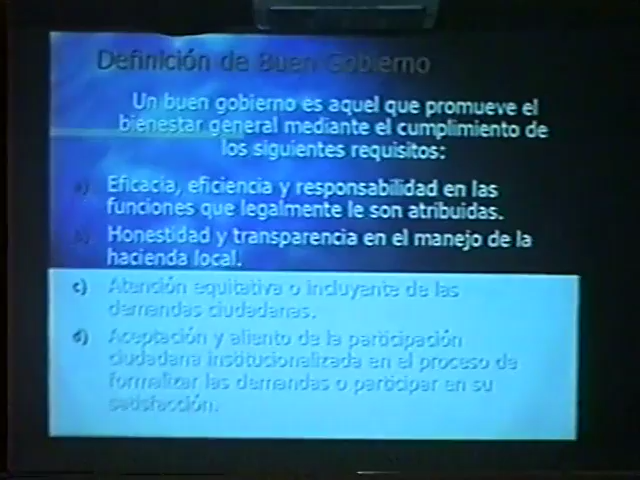 Definición de Buen Gobierno
Un buen gobierno es aquel que promueve el
bienestar general mediante el cumplimiento de
los siguientes requisitos:
a) Eficacia, eficiencia y responsabilidad en las
funciones que legalmente le son atribuidas.
b) Honestidad y transparencia en el manejo de la
hacienda local.
c) Atención equitativa o incluyente de las
demandas ciudadanas.
d) Aceptación y aliento de la participación
ciudadana institucionalizada en el proceso de
formalizar las demandas o participar en su
satisfacción.